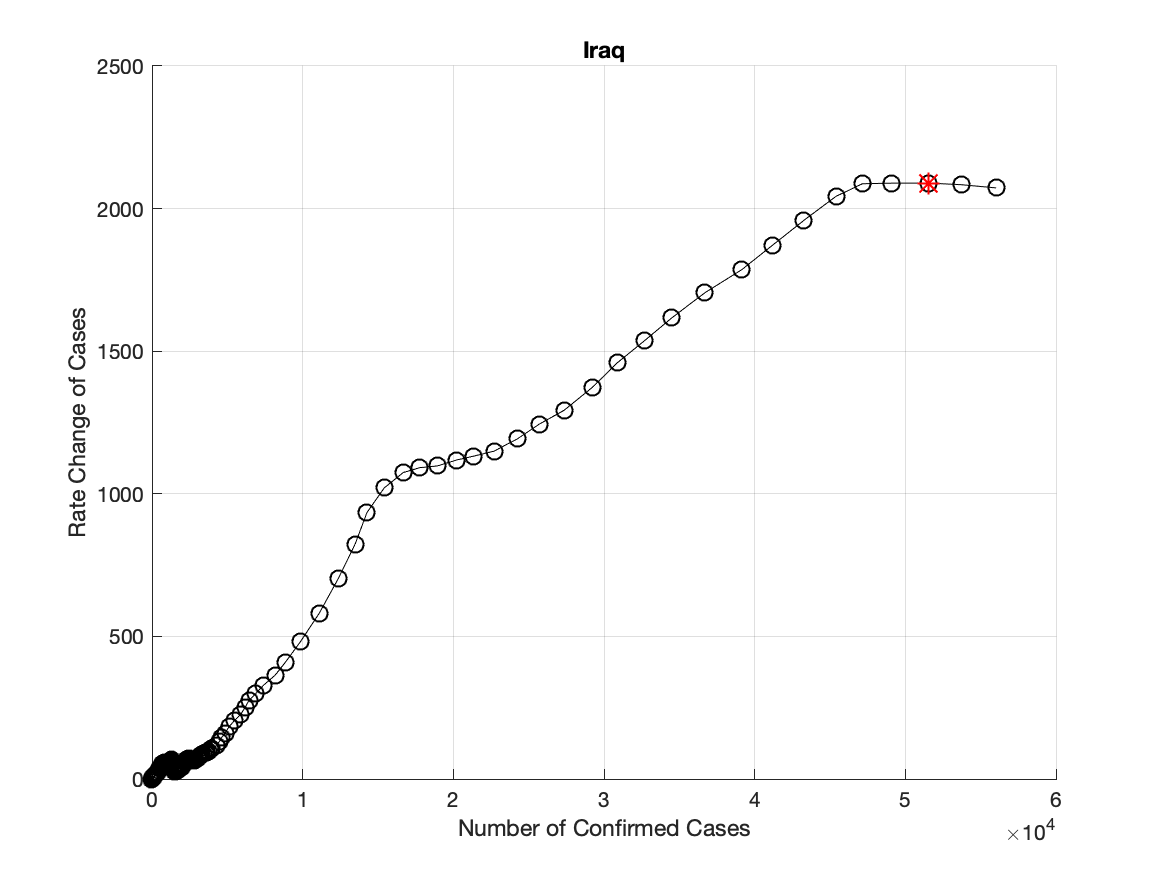 Iraq
2500
2000
1500
1000
500
0
Rate Change of Cases
0 1 2 3 4 5 6
Number of Confirmed Cases
×10^4